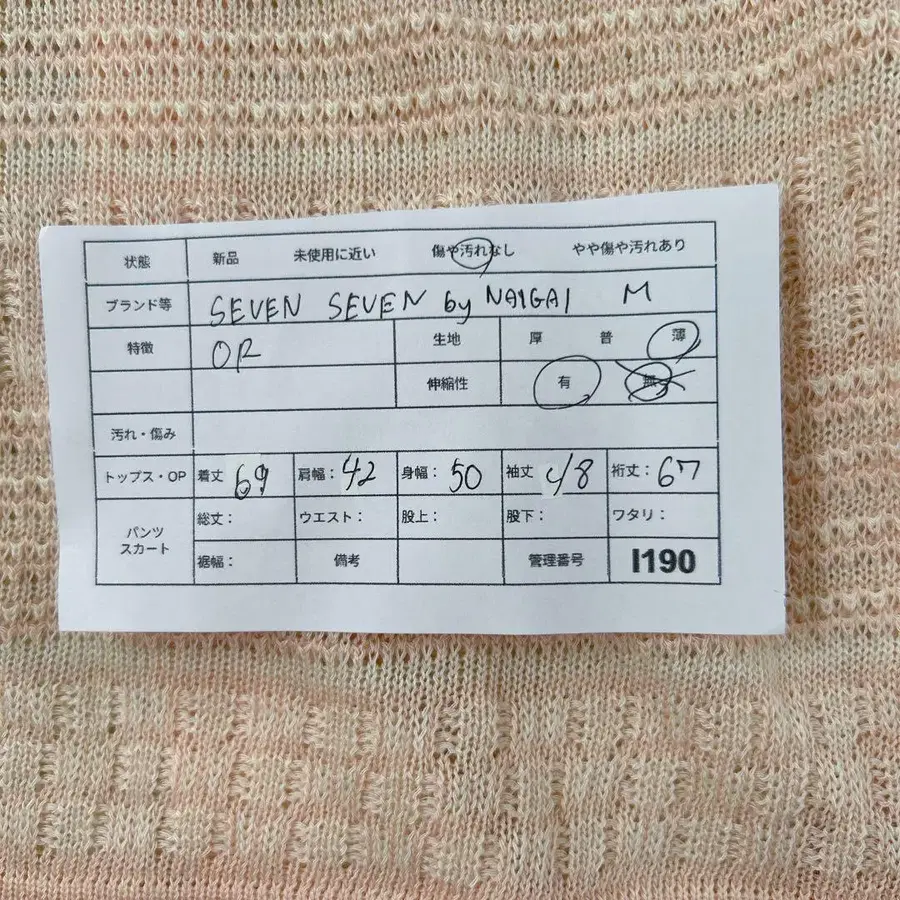 状態 新品 未使用に近い 傷や汚れなし やや傷や汚れあり
ブランド等 SEVEN SEVEN by NAIGAI M
特徴 OP 生地 厚 普 薄
伸縮性 有 無
汚れ・傷み
トップス・OP 着丈 69 肩幅: 42 身幅: 50 袖丈 48 裄丈: 67
パンツ スカート 総丈: ウエスト: 股上: 股下: ワタリ:
裾幅: 備考 管理番号 I190